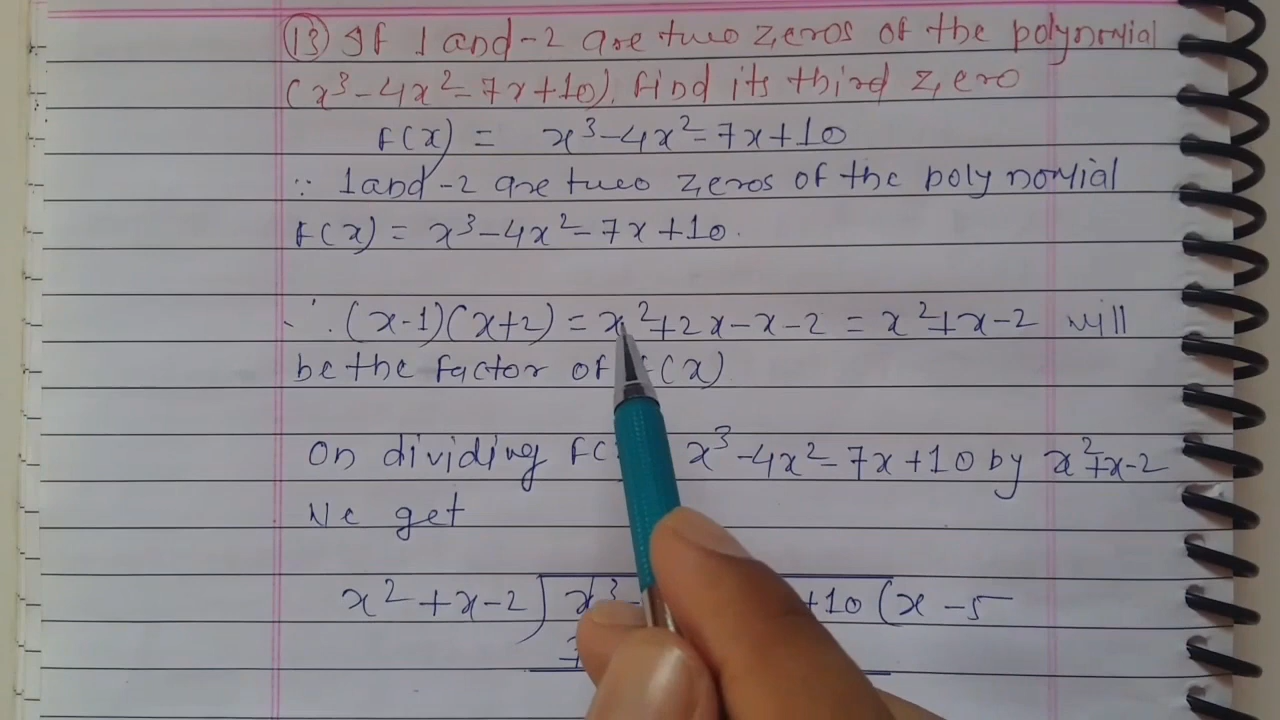 (13) If 1 and -2 are two zeros of the polynomial
(x³-4x²-7x+10). Find its third zero
f(x) = x³-4x²-7x+10
∵ 1 and -2 are two zeros of the polynomial
f(x) = x³-4x²-7x+10.
∴ (x-1)(x+2) = x²+2x-x-2 = x²+x-2 will
be the factor of f(x)
On dividing f( x³-4x²-7x+10 by x²+x-2
We get
x²+x-2) x³- +10 (x-5